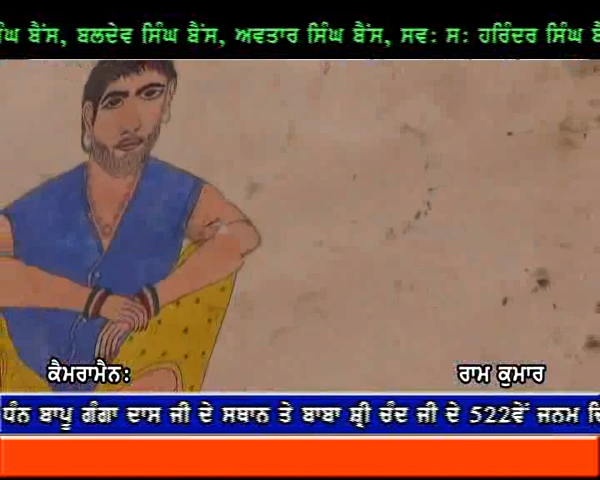 ਬੈਂਸ, ਬਲਦੇਵ ਸਿੰਘ ਬੈਂਸ, ਅਵਤਾਰ ਸਿੰਘ ਬੈਂਸ, ਸਵ: ਸ: ਹਰਿੰਦਰ ਸਿੰਘ
ਕੈਮਰਾਮੈਨ: ਰਾਮ ਕੁਮਾਰ
ਧੰਨ ਬਾਪੂ ਗੰਗਾ ਦਾਸ ਜੀ ਦੇ ਸਥਾਨ ਤੇ ਬਾਬਾ ਸ਼੍ਰੀ ਚੰਦ ਜੀ ਦੇ 522ਵੇਂ ਜਨਮ